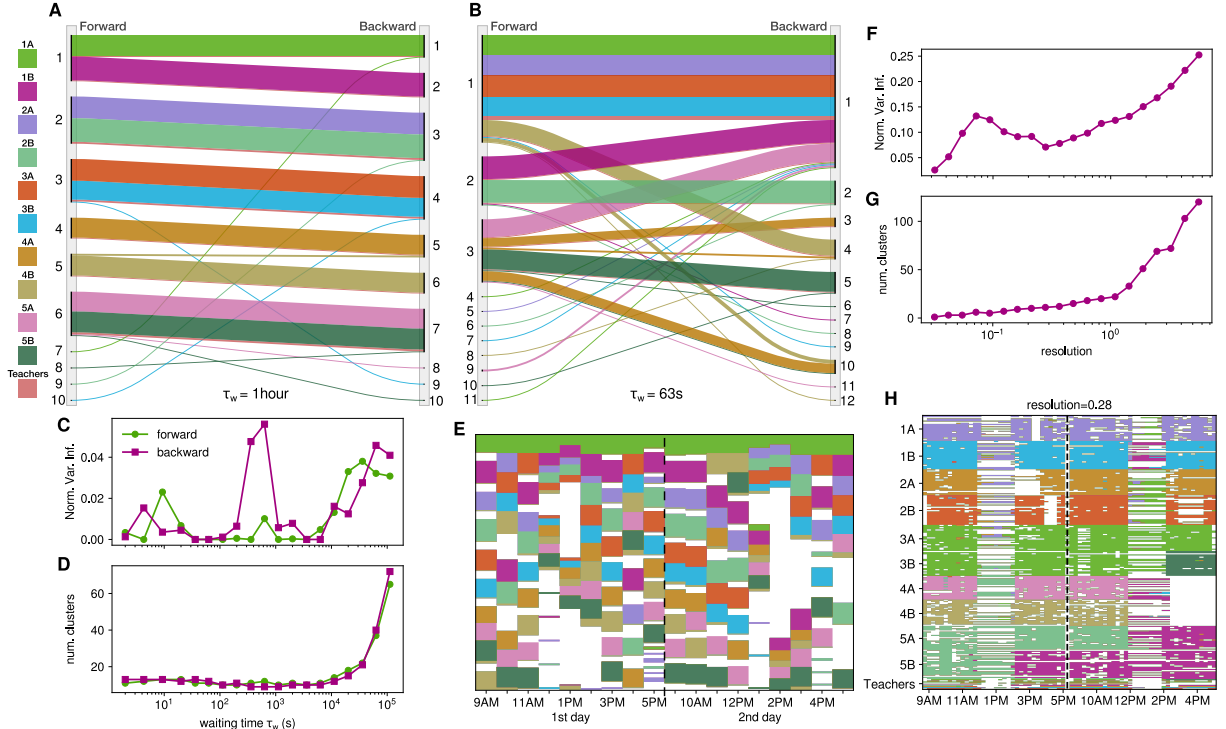 A
Forward
Backward
1A
1B
2A
2B
3A
3B
4A
4B
5A
5B
Teachers
1
2
3
4
5
6
7
8
9
10
1
2
3
4
5
6
7
8
9
10
τw = 1hour
B
Forward
Backward
1
2
3
4
5
6
7
8
9
10
11
1
2
3
4
5
6
7
8
9
10
11
12
τw = 63s
C
Norm. Var. Inf.
0.04
0.02
0.00
forward
backward
D
num. clusters
60
40
20
10¹
10²
10³
10⁴
10⁵
waiting time τw (s)
E
9AM 11AM 1PM 3PM 5PM 10AM 12PM 2PM 4PM
1st day 2nd day
F
Norm. Var. Inf.
0.25
0.20
0.15
0.10
0.05
G
num. clusters
100
50
0
10⁻¹
10⁰
resolution
H
resolution=0.28
1A
1B
2A
2B
3A
3B
4A
4B
5A
5B
Teachers
9AM 11AM 1PM 3PM 5PM 10AM 12PM 2PM 4PM